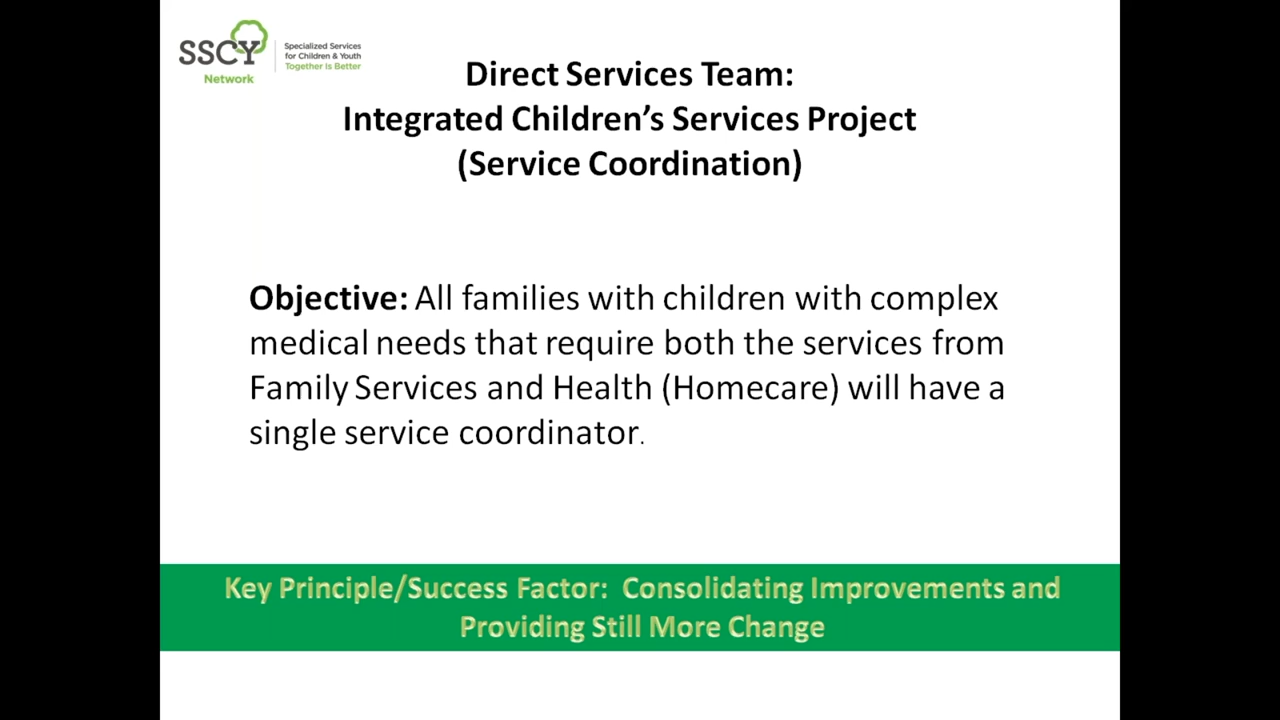 SSCY
Network
Specialized Services
for Children & Youth
Together Is Better
Direct Services Team:
Integrated Children’s Services Project
(Service Coordination)
Objective: All families with children with complex
medical needs that require both the services from
Family Services and Health (Homecare) will have a
single service coordinator.
Key Principle/Success Factor: Consolidating Improvements and
Providing Still More Change